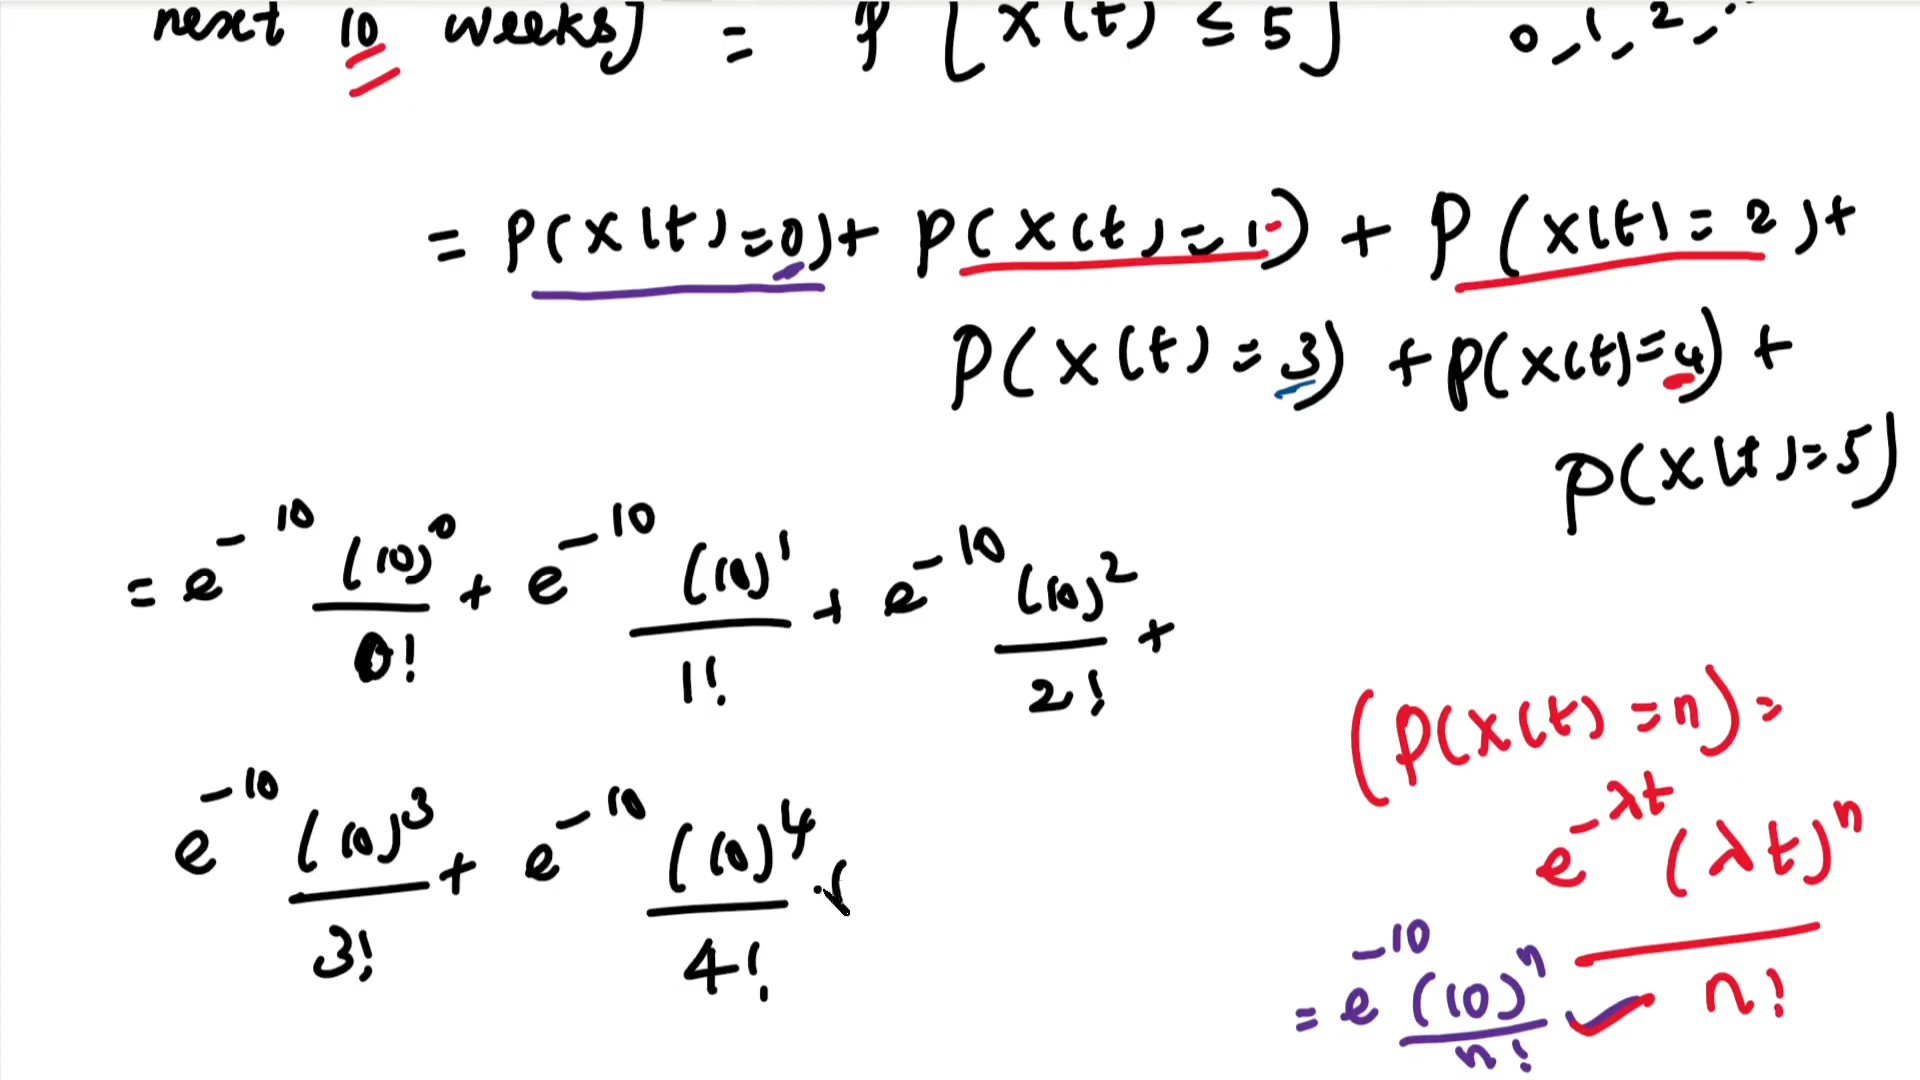 next 10 weeks] = P[X(t) ≤ 5] 0,1,2,..
= P(X(t)=0)+ P(X(t)=1) + P(X(t)=2)+
P(X(t)=3) + P(X(t)=4) +
P(X(t)=5)
= e^-10 (10)^0/0! + e^-10 (10)^1/1! + e^-10 (10)^2/2! +
e^-10 (10)^3/3! + e^-10 (10)^4/4!
(P(X(t)=n) =
e^-λt (λt)^n/n!
= e^-10 (10)^n/n!